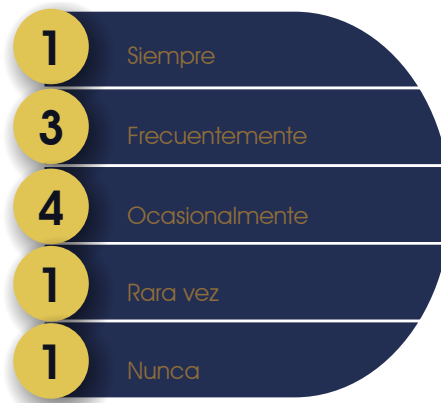 1 Siempre
3 Frecuentemente
4 Ocasionalmente
1 Rara vez
1 Nunca